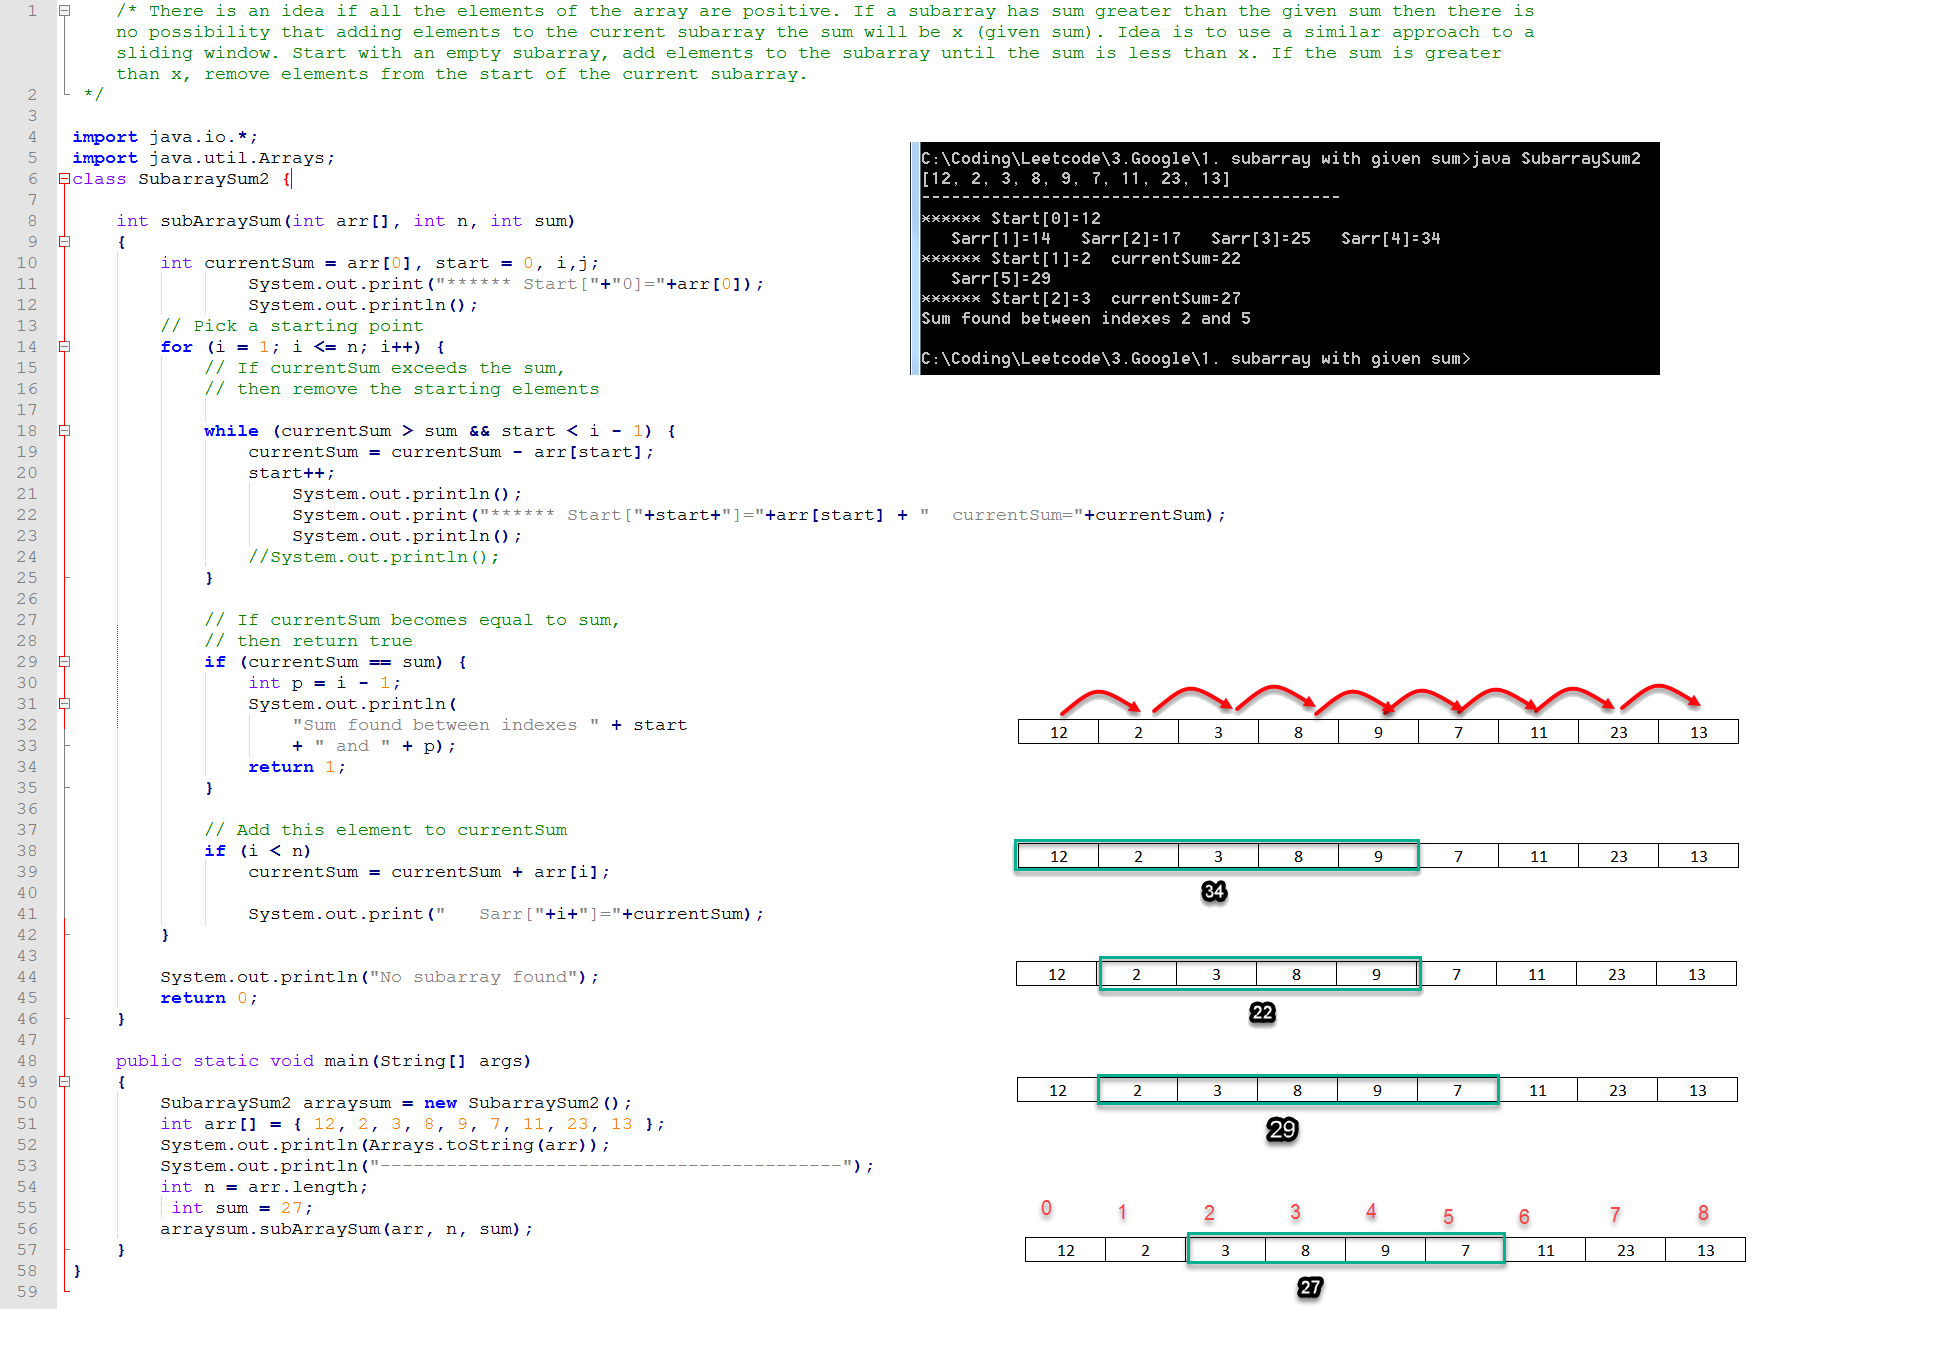 1 /* There is an idea if all the elements of the array are positive. If a subarray has sum greater than the given sum then there is
no possibility that adding elements to the current subarray the sum will be x (given sum). Idea is to use a similar approach to a
sliding window. Start with an empty subarray, add elements to the subarray until the sum is less than x. If the sum is greater
than x, remove elements from the start of the current subarray.
2 */
3
4 import java.io.*;
5 import java.util.Arrays;
6 class SubarraySum2 {
7
8 int subArraySum(int arr[], int n, int sum)
9 {
10 int currentSum = arr[0], start = 0, i,j;
11 System.out.print("****** Start["+"0]="+arr[0]);
12 System.out.println();
13 // Pick a starting point
14 for (i = 1; i <= n; i++) {
15 // If currentSum exceeds the sum,
16 // then remove the starting elements
17
18 while (currentSum > sum && start < i - 1) {
19 currentSum = currentSum - arr[start];
20 start++;
21 System.out.println();
22 System.out.print("****** Start["+start+"]="+arr[start] + "  currentSum="+currentSum);
23 System.out.println();
24 //System.out.println();
25 }
26
27 // If currentSum becomes equal to sum,
28 // then return true
29 if (currentSum == sum) {
30 int p = i - 1;
31 System.out.println(
32 "Sum found between indexes " + start
33 + " and " + p);
34 return 1;
35 }
36
37 // Add this element to currentSum
38 if (i < n)
39 currentSum = currentSum + arr[i];
40
41 System.out.print("   Sarr["+i+"]="+currentSum);
42 }
43
44 System.out.println("No subarray found");
45 return 0;
46 }
47
48 public static void main(String[] args)
49 {
50 SubarraySum2 arraysum = new SubarraySum2();
51 int arr[] = { 12, 2, 3, 8, 9, 7, 11, 23, 13 };
52 System.out.println(Arrays.toString(arr));
53 System.out.println("------------------------------------------");
54 int n = arr.length;
55 int sum = 27;
56 arraysum.subArraySum(arr, n, sum);
57 }
58 }
59
C:\Coding\Leetcode\3.Google\1. subarray with given sum>java SubarraySum2
[12, 2, 3, 8, 9, 7, 11, 23, 13]
------------------------------------------
****** Start[0]=12
Sarr[1]=14   Sarr[2]=17   Sarr[3]=25   Sarr[4]=34
****** Start[1]=2  currentSum=22
Sarr[5]=29
****** Start[2]=3  currentSum=27
Sum found between indexes 2 and 5
C:\Coding\Leetcode\3.Google\1. subarray with given sum>
12 2 3 8 9 7 11 23 13
12 2 3 8 9 7 11 23 13
34
12 2 3 8 9 7 11 23 13
22
12 2 3 8 9 7 11 23 13
29
0 1 2 3 4 5 6 7 8
12 2 3 8 9 7 11 23 13
27